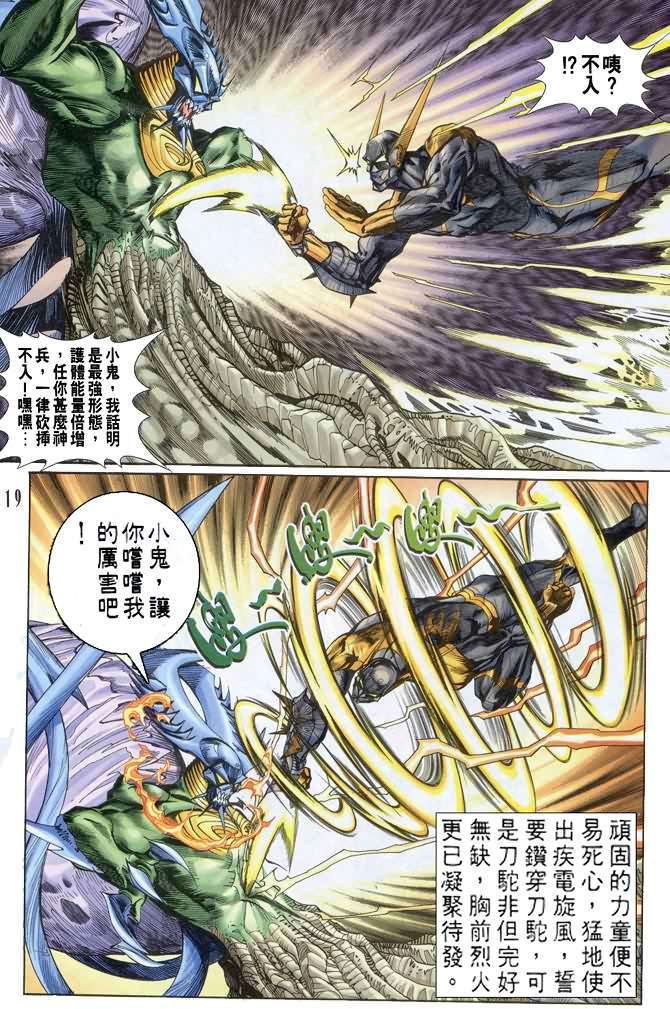 咦？
不入
!?
小鬼，我話明
是最強形態，
護體能量倍增
，任你甚麼神
兵，一律砍揷
不入－嘿嘿…
19
小鬼，讓
你嚐嚐我
的厲害吧
！
頑固的力童便不
易死心，猛地使
出疾電旋風，誓
要鑽穿刀駝，可
是刀駝非但完好
無缺，胸前烈火
更已凝聚待發。